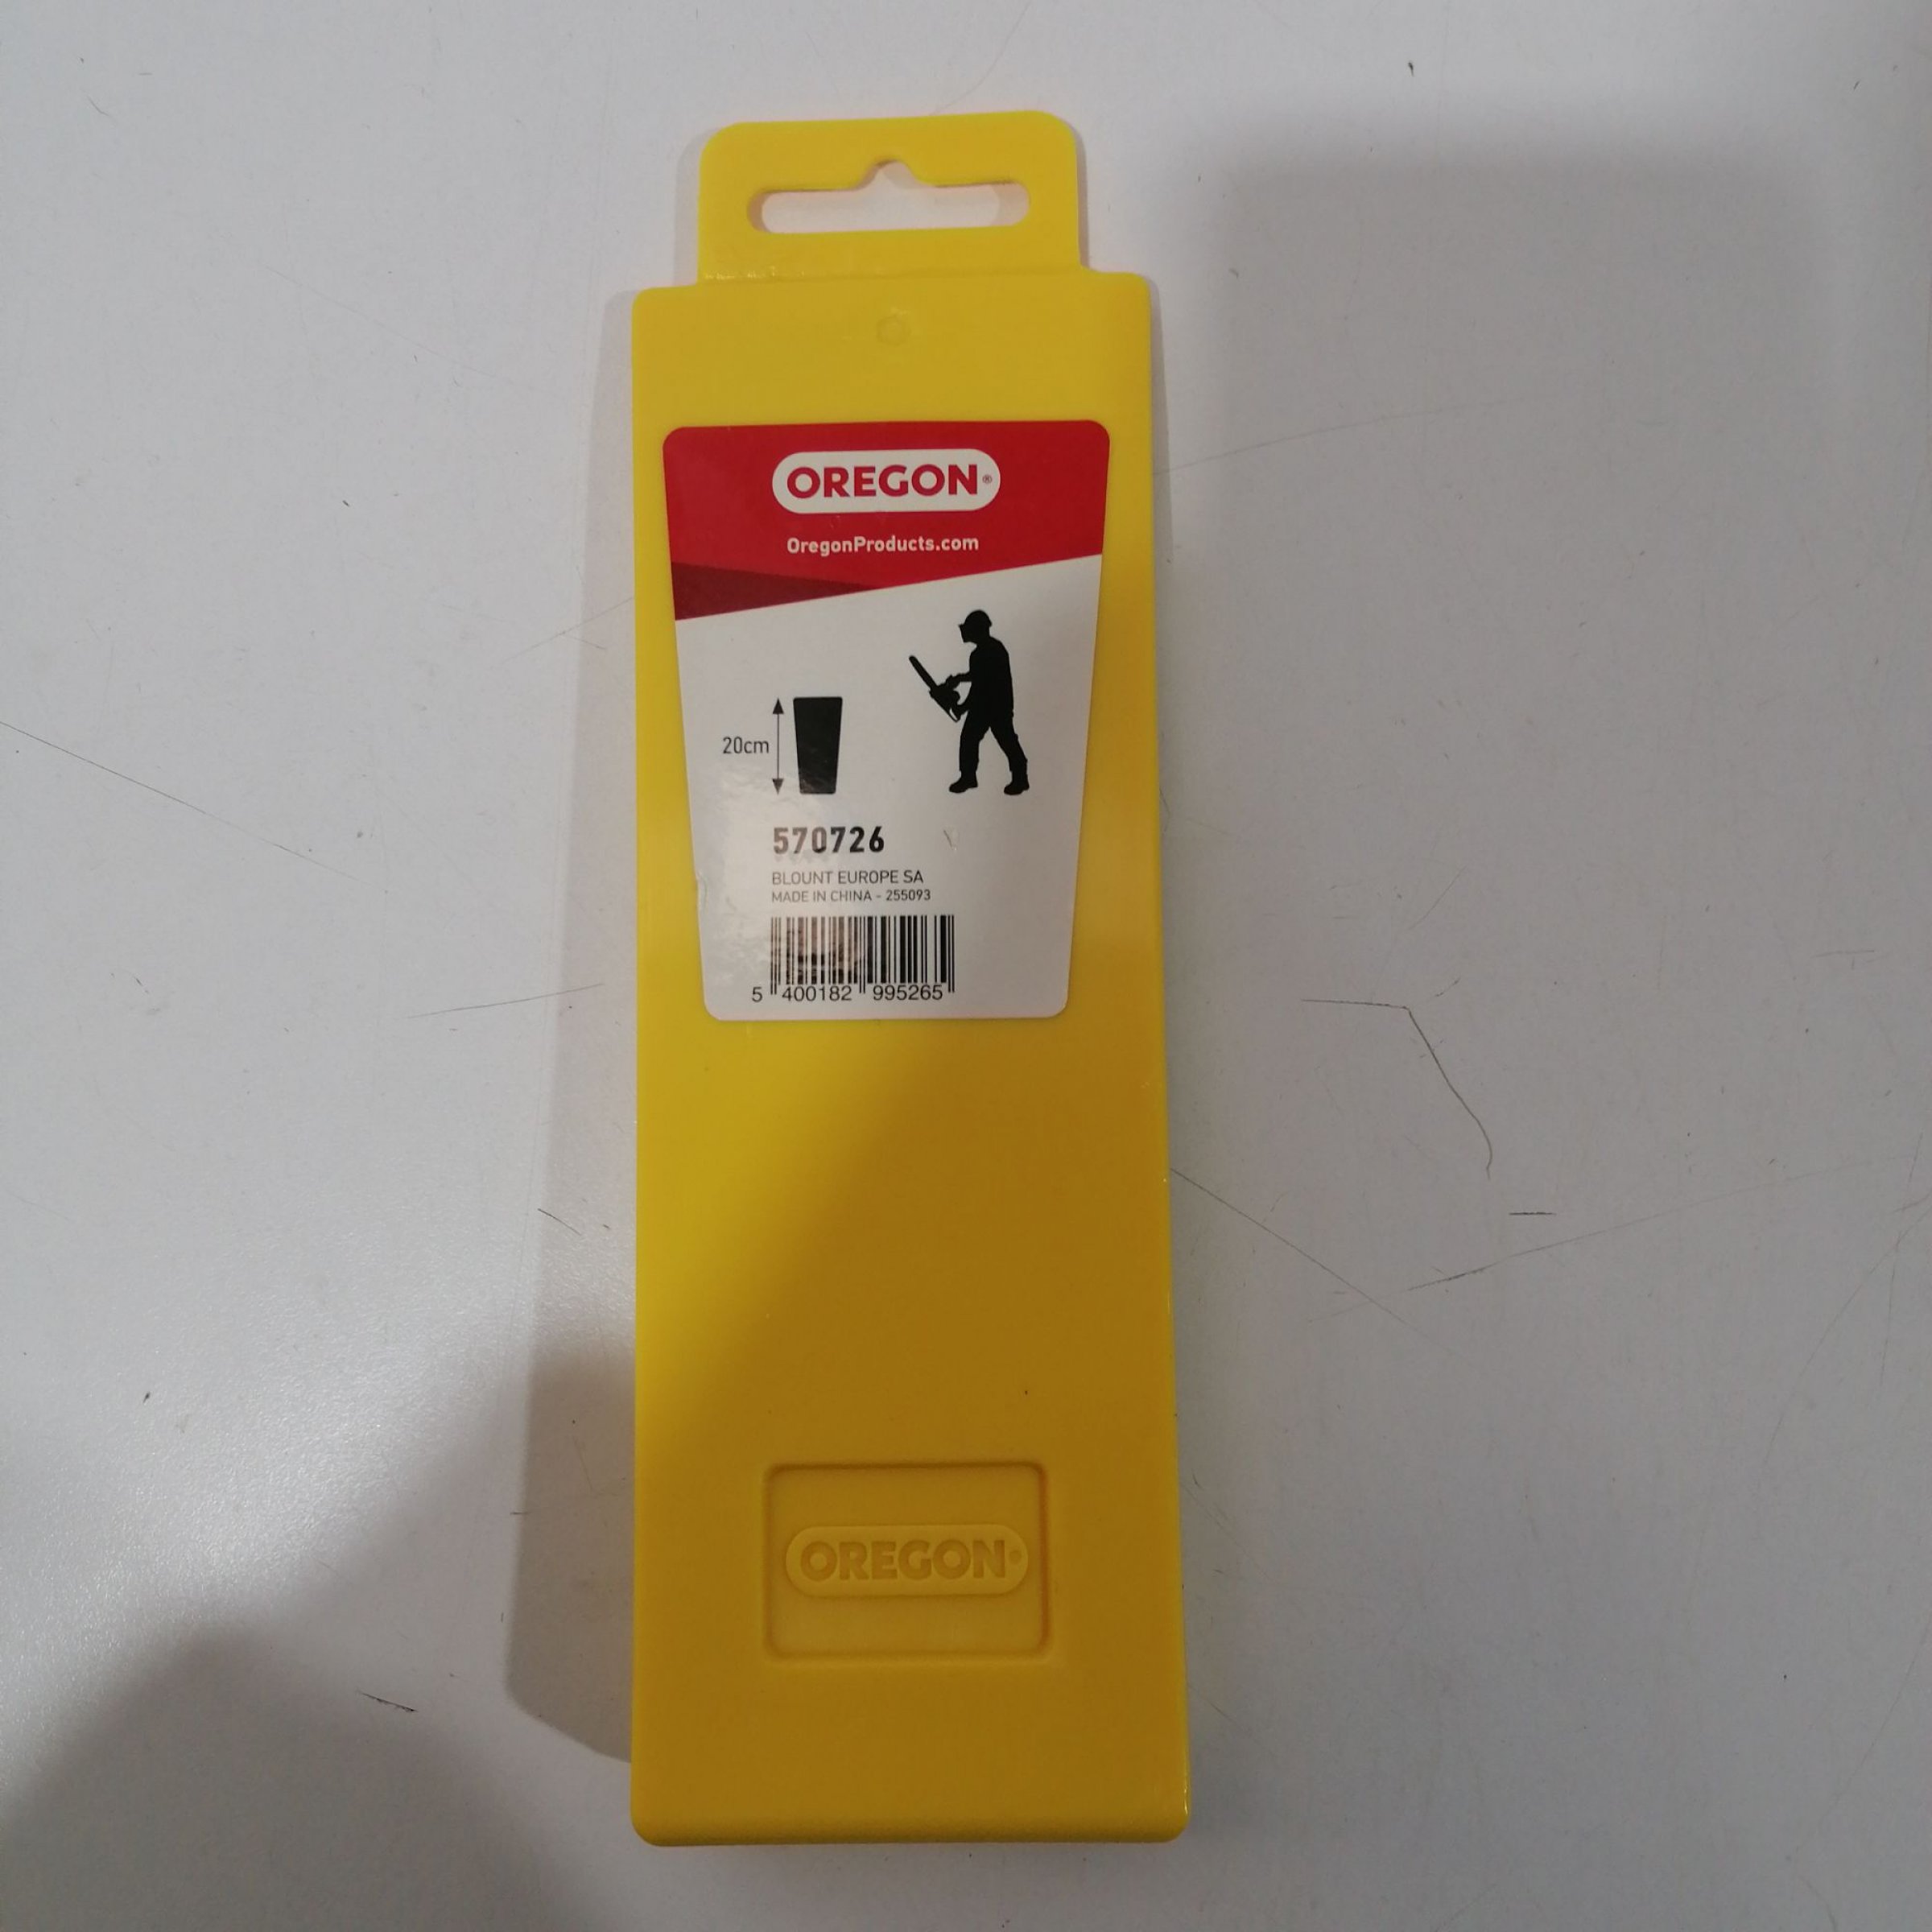 OREGON®
OregonProducts.com
20cm
570726
BLOUNT EUROPE SA
MADE IN CHINA - 255093
5 400182 995265
OREGON